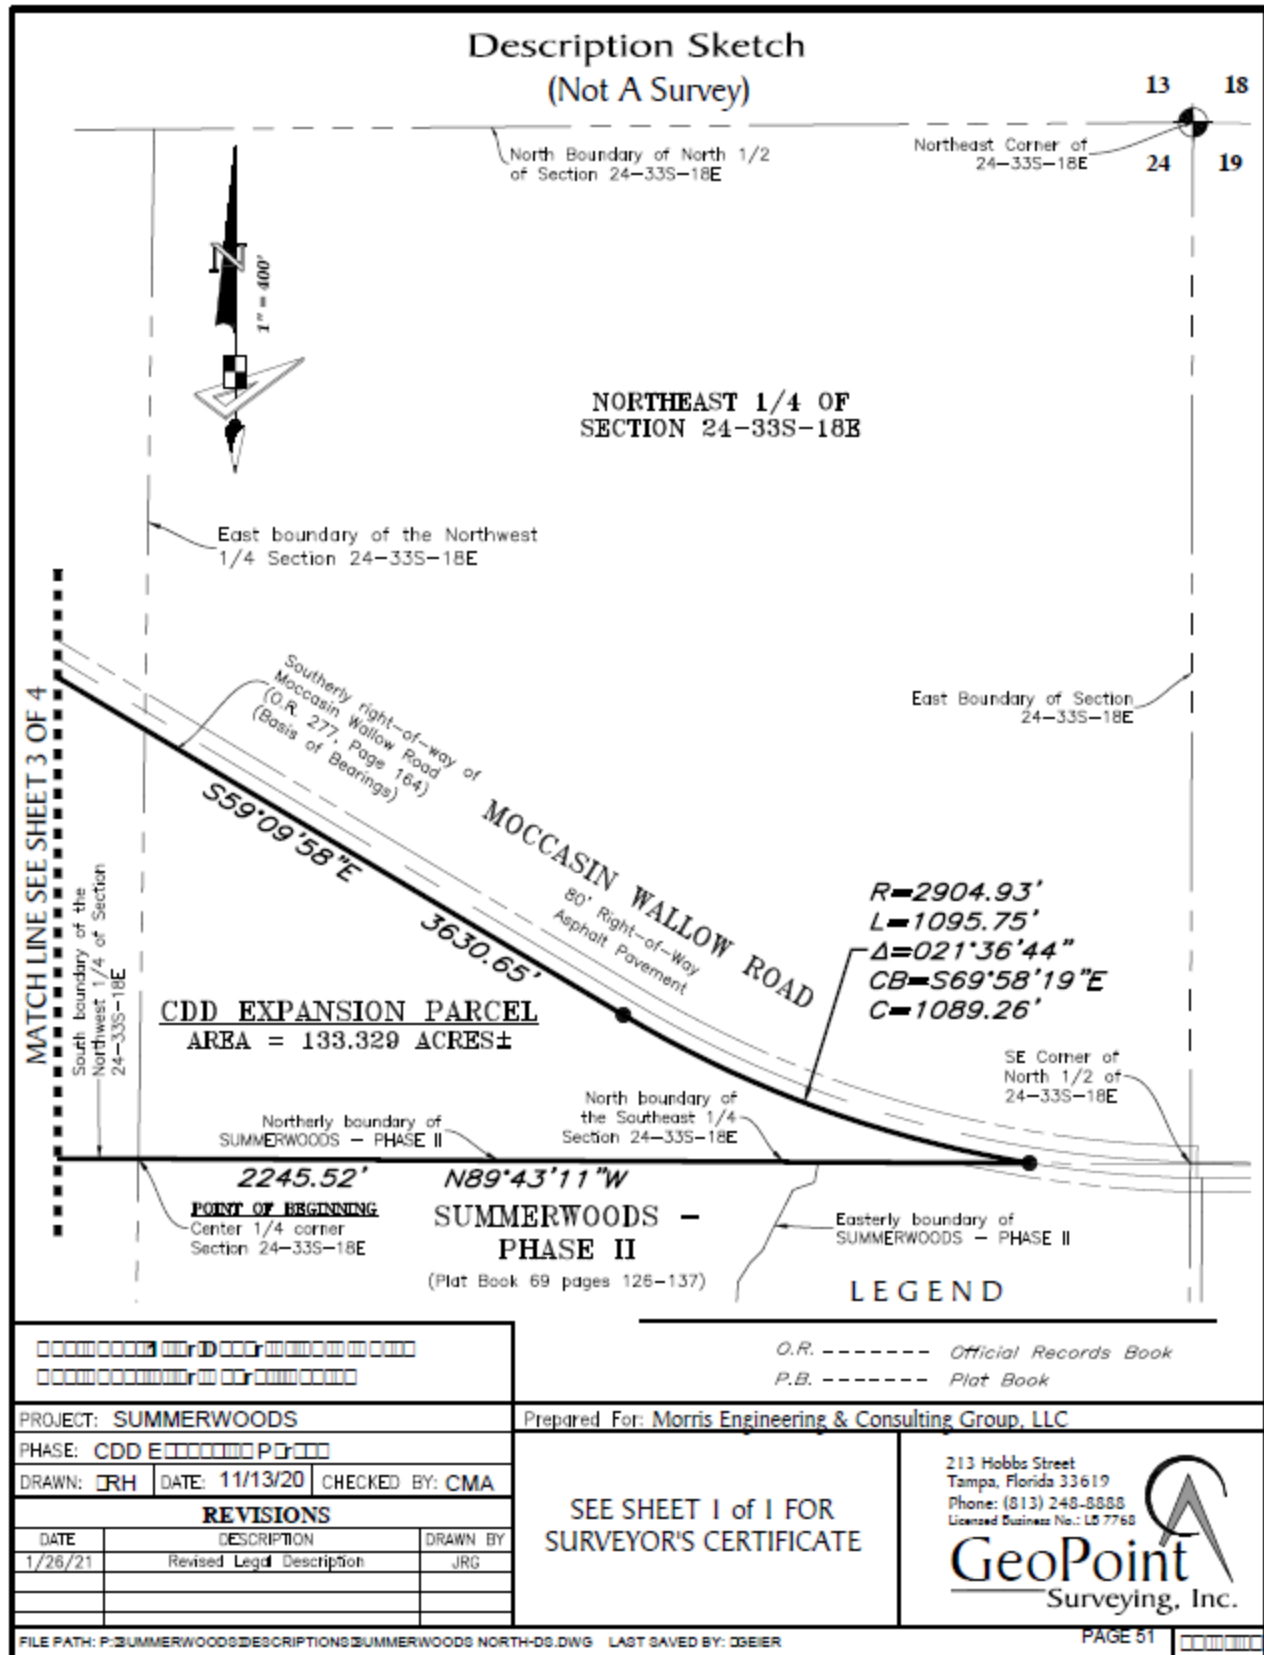 Description Sketch
(Not A Survey)
13 18
24 19
North Boundary of North 1/2
of Section 24-33S-18E
Northeast Corner of
24-33S-18E
N
1" = 400'
NORTHEAST 1/4 OF
SECTION 24-33S-18E
East boundary of the Northwest
1/4 Section 24-33S-18E
East Boundary of Section
24-33S-18E
MATCH LINE SEE SHEET 3 OF 4
Southerly right-of-way of
Moccasin Wallow Road
(O.R. 277, Page 164)
(Basis of Bearings)
S59°09'58"E
3630.65'
MOCCASIN WALLOW ROAD
80' Right-of-Way
Asphalt Pavement
R=2904.93'
L=1095.75'
Δ=021°36'44"
CB=S69°58'19"E
C=1089.26'
South boundary of the
Northwest 1/4 of Section
24-33S-18E
CDD EXPANSION PARCEL
AREA = 133.329 ACRES±
SE Corner of
North 1/2 of
24-33S-18E
Northerly boundary of
SUMMERWOODS - PHASE II
North boundary of
the Southeast 1/4
Section 24-33S-18E
2245.52' N89°43'11"W
POINT OF BEGINNING
Center 1/4 corner
Section 24-33S-18E
SUMMERWOODS -
PHASE II
(Plat Book 69 pages 126-137)
Easterly boundary of
SUMMERWOODS - PHASE II
LEGEND
O.R. ------- Official Records Book
P.B. ------- Plat Book
PROJECT: SUMMERWOODS
PHASE: CDD
DRAWN: DATE: 11/13/20 CHECKED BY: CMA
REVISIONS
DATE DESCRIPTION DRAWN BY
1/26/21 Revised Legal Description JRG
Prepared For: Morris Engineering & Consulting Group, LLC
SEE SHEET 1 of 1 FOR
SURVEYOR'S CERTIFICATE
213 Hobbs Street
Tampa, Florida 33619
Phone: (813) 248-8888
Licensed Business No.: LB 7768
GeoPoint
Surveying, Inc.
FILE PATH: SUMMERWOODS NORTH-DS.DWG LAST SAVED BY:
PAGE 51